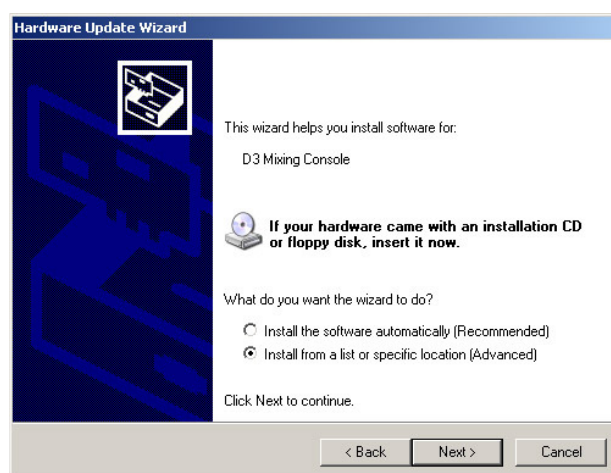 Hardware Update Wizard
This wizard helps you install software for:
D3 Mixing Console
If your hardware came with an installation CD
or floppy disk, insert it now.
What do you want the wizard to do?
Install the software automatically (Recommended)
Install from a list or specific location (Advanced)
Click Next to continue.
< Back Next > Cancel